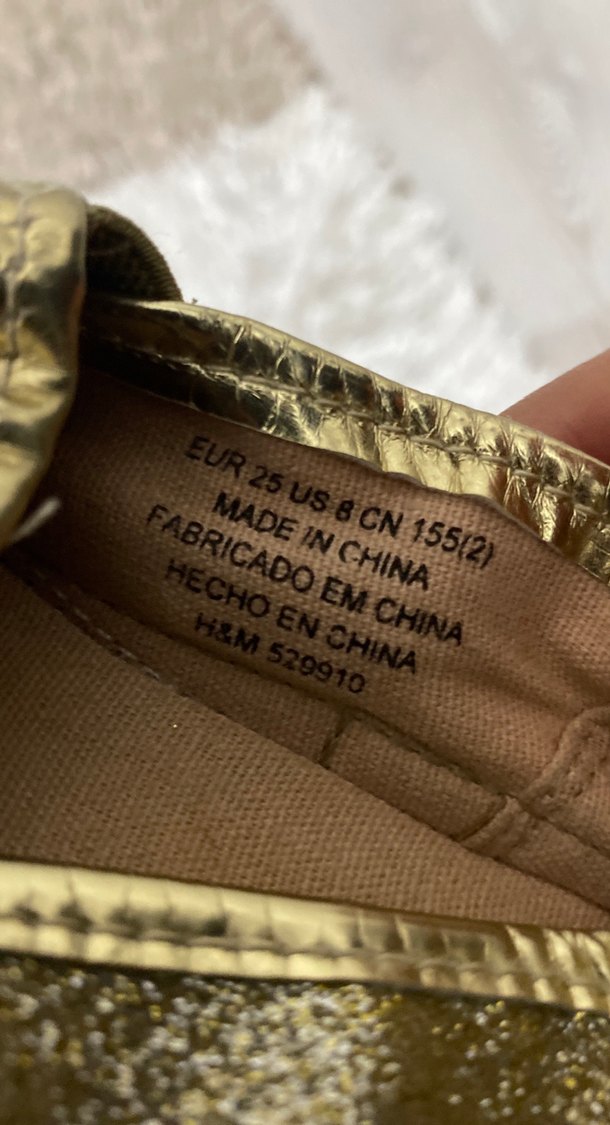 EUR 25 US 8 CN 155(2)
MADE IN CHINA
FABRICADO EM CHINA
HECHO EN CHINA
H&M 529910